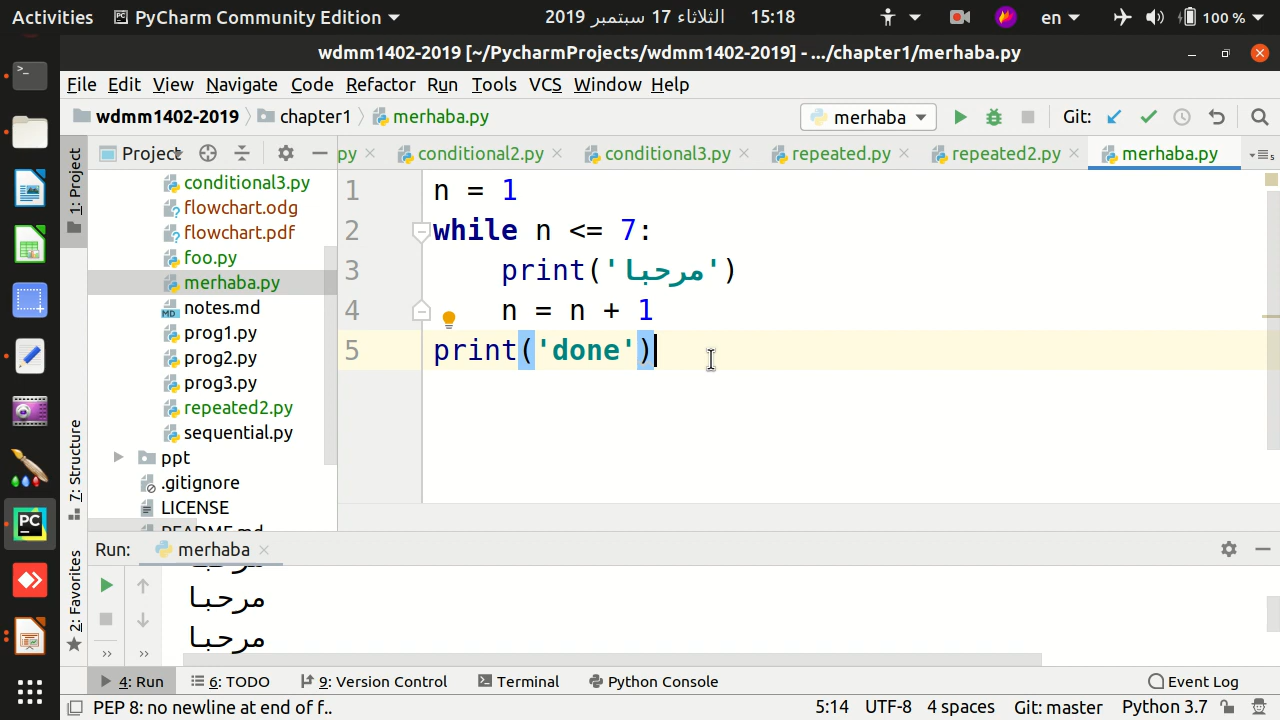 Activities PyCharm Community Edition الثلاثاء 17 سبتمبر 2019 15:18 en 100 %
wdmm1402-2019 [~/PycharmProjects/wdmm1402-2019] - .../chapter1/merhaba.py
File Edit View Navigate Code Refactor Run Tools VCS Window Help
wdmm1402-2019 chapter1 merhaba.py merhaba Git:
1: Project
Project
py conditional2.py conditional3.py repeated.py repeated2.py merhaba.py
conditional3.py
flowchart.odg
flowchart.pdf
foo.py
merhaba.py
notes.md
prog1.py
prog2.py
prog3.py
repeated2.py
sequential.py
ppt
.gitignore
LICENSE
README.md
1 n = 1
2 while n <= 7:
3 print('مرحبا')
4 n = n + 1
5 print('done')
7: Structure
2: Favorites
Run: merhaba
مرحبا
مرحبا
مرحبا
4: Run 6: TODO 9: Version Control Terminal Python Console Event Log
PEP 8: no newline at end of f.. 5:14 UTF-8 4 spaces Git: master Python 3.7